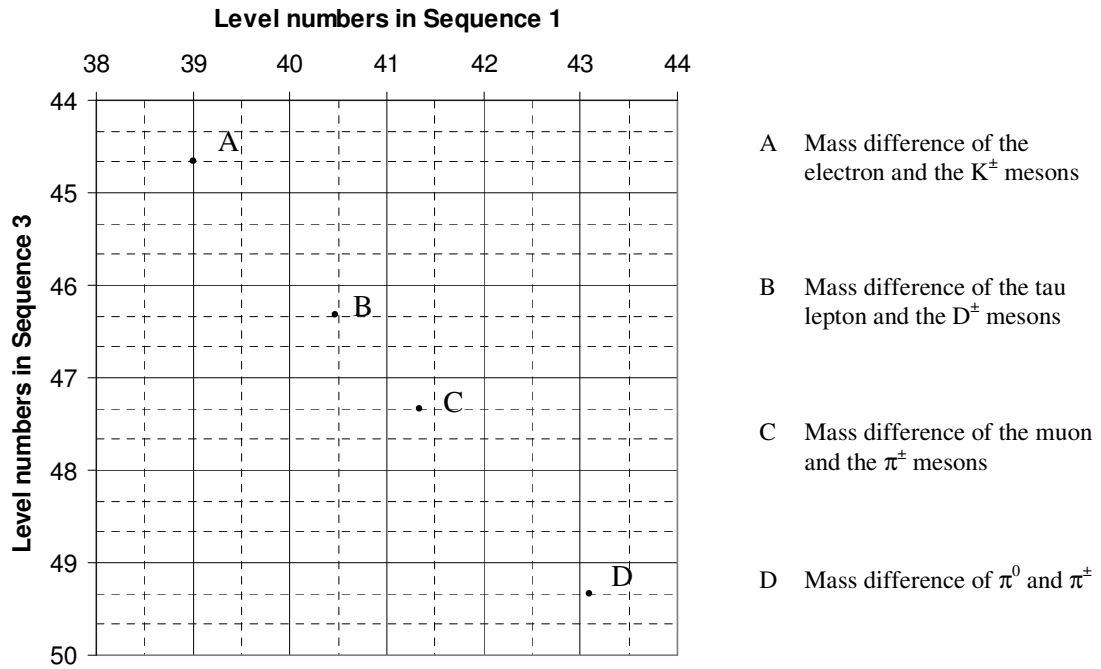 Level numbers in Sequence 1
38 39 40 41 42 43 44
Level numbers in Sequence 3
44
45
46
47
48
49
50
A
B
C
D
A Mass difference of the
electron and the K± mesons
B Mass difference of the tau
lepton and the D± mesons
C Mass difference of the muon
and the π± mesons
D Mass difference of π⁰ and π±